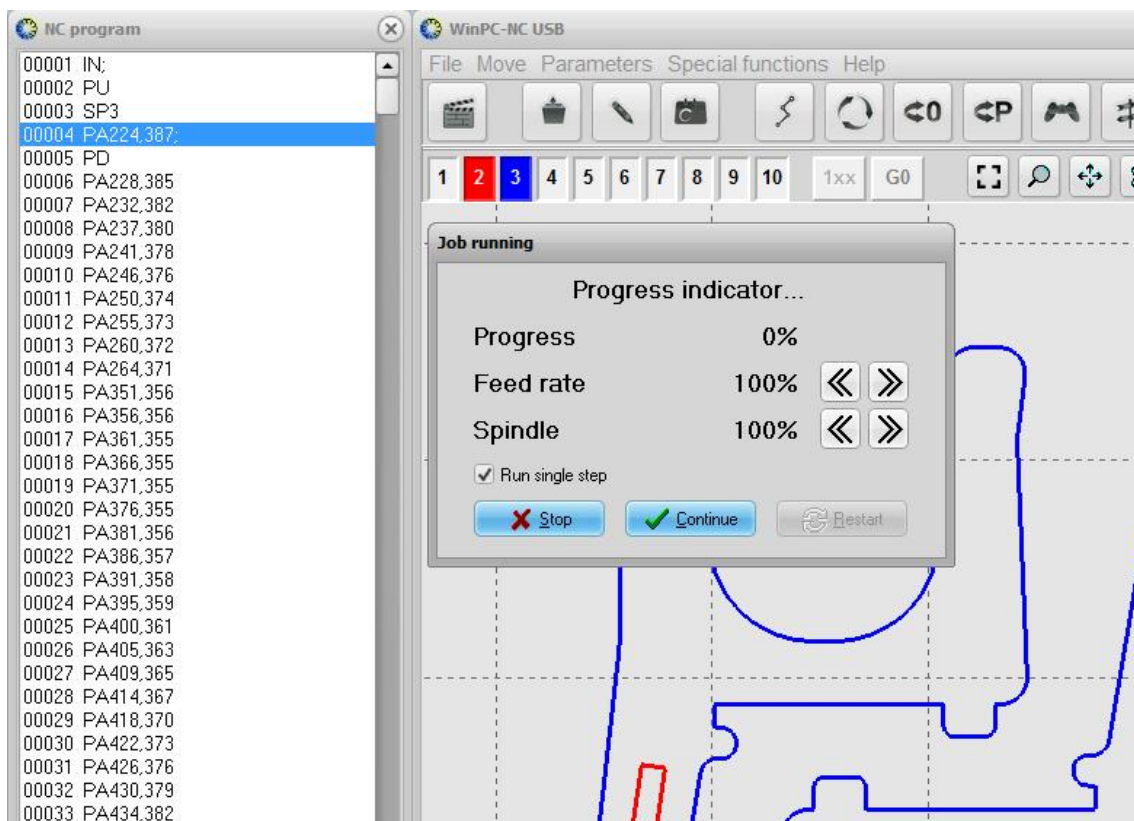 NC program
00001 IN;
00002 PU
00003 SP3
00004 PA224,387;
00005 PD
00006 PA228,385
00007 PA232,382
00008 PA237,380
00009 PA241,378
00010 PA246,376
00011 PA250,374
00012 PA255,373
00013 PA260,372
00014 PA264,371
00015 PA351,356
00016 PA356,356
00017 PA361,355
00018 PA366,355
00019 PA371,355
00020 PA376,355
00021 PA381,356
00022 PA386,357
00023 PA391,358
00024 PA395,359
00025 PA400,361
00026 PA405,363
00027 PA409,365
00028 PA414,367
00029 PA418,370
00030 PA422,373
00031 PA426,376
00032 PA430,379
00033 PA434,382
WinPC-NC USB
File Move Parameters Special functions Help
0 P
1 2 3 4 5 6 7 8 9 10 1xx G0
Job running
Progress indicator...
Progress 0%
Feed rate 100%
Spindle 100%
Run single step
Stop Continue Restart